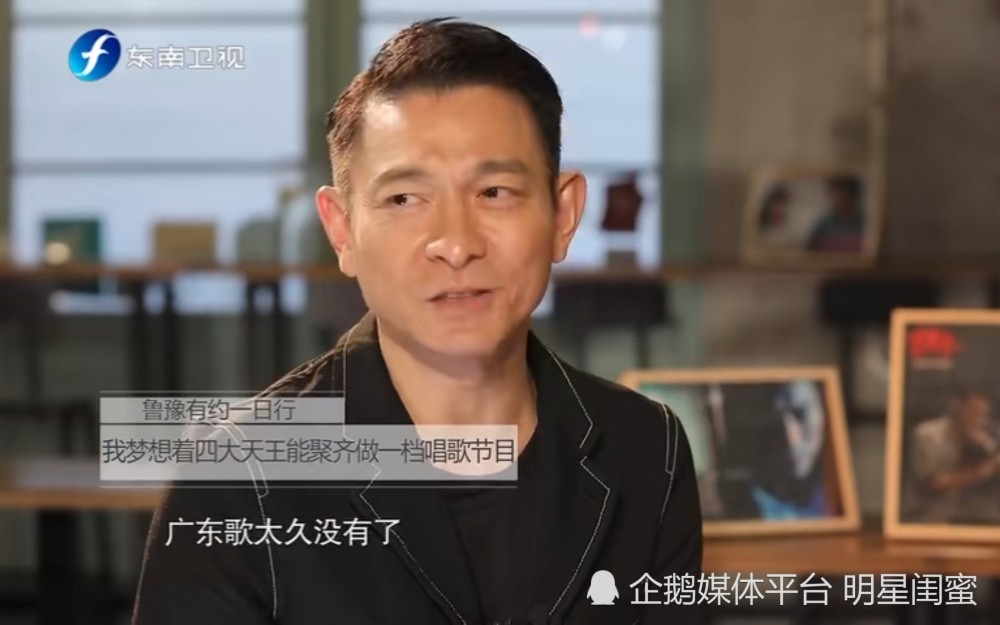 东南卫视
鲁豫有约一日行
我梦想着四大天王能聚齐做一档唱歌节目
广东歌太久没有了
企鹅媒体平台 明星闺蜜